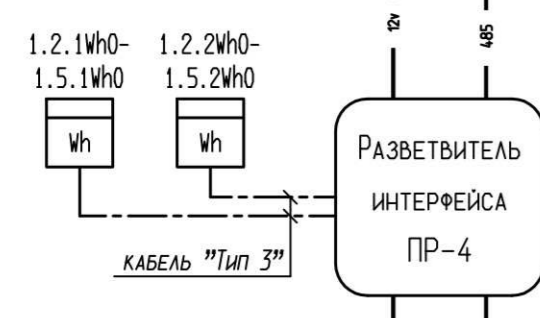 12v
485
1.2.1Wh0-
1.5.1Wh0
1.2.2Wh0-
1.5.2Wh0
Wh
Wh
Разветвитель
интерфейса
ПР-4
кабель "Тип 3"